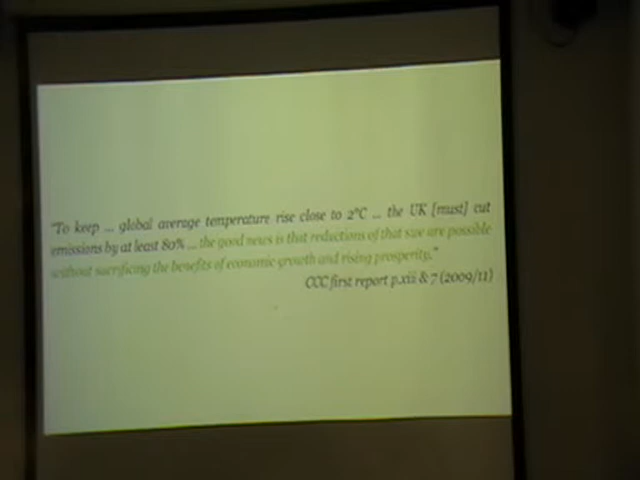 "To keep ... global average temperature rise close to 2°C ... the UK [must] cut
emissions by at least 80% ... the good news is that reductions of that size are possible
without sacrificing the benefits of economic growth and rising prosperity."
CCC first report p.xiii & 7 (2009/11)